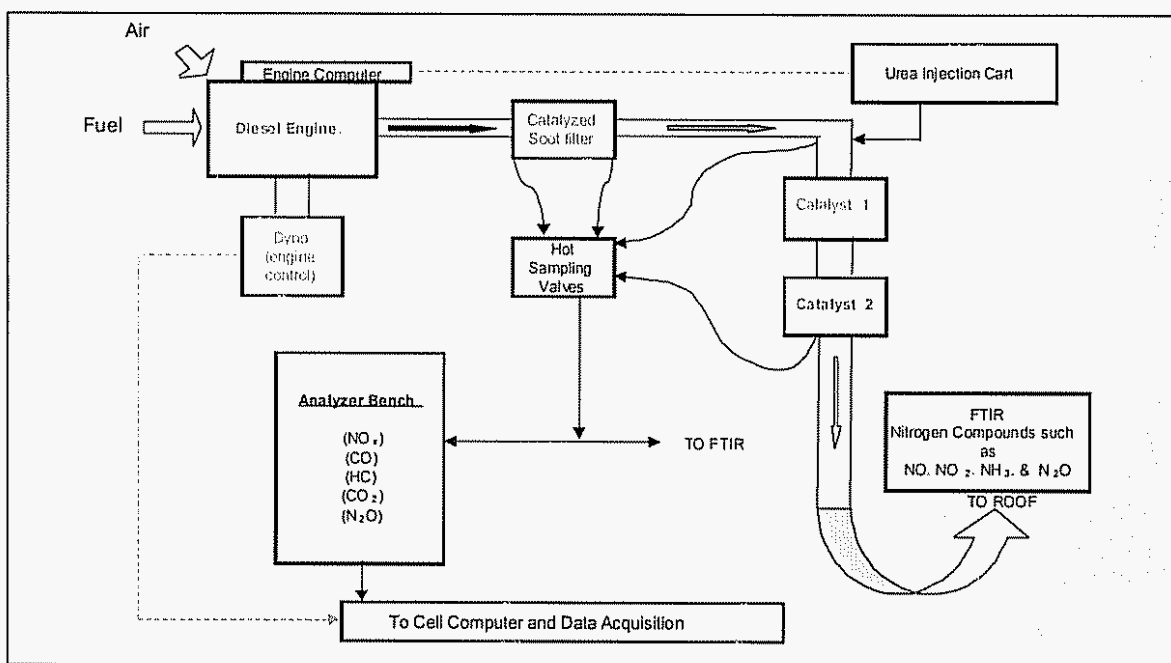 Air
Engine Computer
Urea Injection Cart
Fuel
Diesel Engine.
Catalyzed
Soot filter
Catalyst 1
Dyno
(engine
control)
Hot
Sampling
Valves
Catalyst 2
Analyzer Bench
(NOₓ)
(CO)
(HC)
(CO₂)
(N₂O)
TO FTIR
FTIR
Nitrogen Compounds such
as
NO. NO₂. NH₃. & N₂O
TO ROOF
To Cell Computer and Data Acquisition